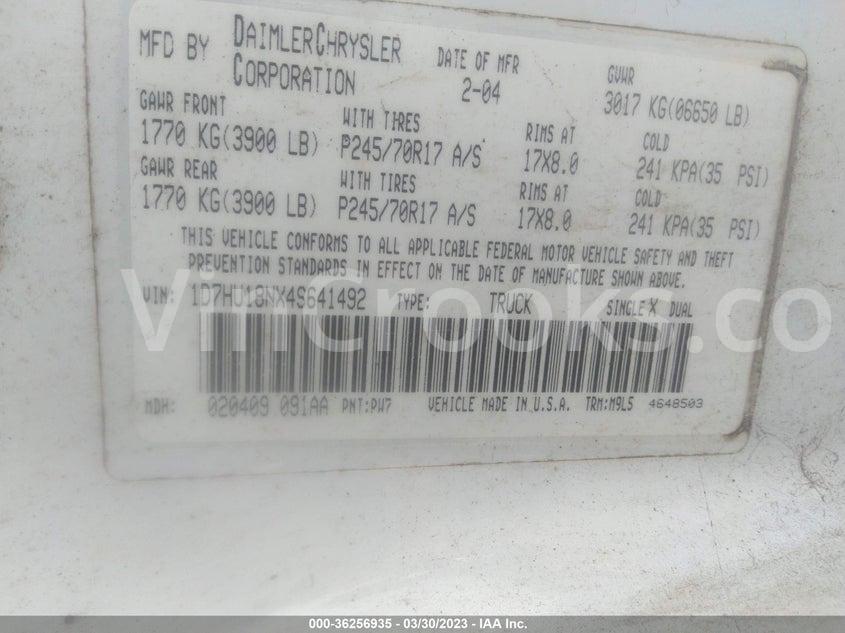 MFD BY DAIMLERCHRYSLER CORPORATION DATE OF MFR 2-04 GVWR 3017 KG(06650 LB)
GAWR FRONT WITH TIRES RIMS AT COLD
1770 KG(3900 LB) P245/70R17 A/S 17X8.0 241 KPA(35 PSI)
GAWR REAR WITH TIRES RIMS AT COLD
1770 KG(3900 LB) P245/70R17 A/S 17X8.0 241 KPA(35 PSI)
THIS VEHICLE CONFORMS TO ALL APPLICABLE FEDERAL MOTOR VEHICLE SAFETY AND THEFT
PREVENTION STANDARDS IN EFFECT ON THE DATE OF MANUFACTURE SHOWN ABOVE.
VIN: 1D7HU18NX4S641492 TYPE: TRUCK SINGLE X DUAL
VinCrooks.co
MDH: 020409 091AA PNT:PW7 VEHICLE MADE IN U.S.A. TRM:M9L5 4648503
000-36256935 - 03/30/2023 - IAA Inc.